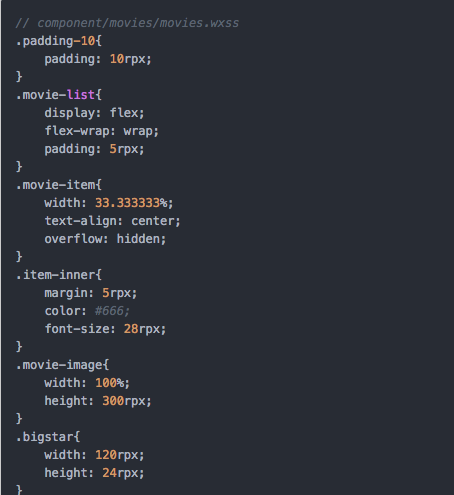 // component/movies/movies.wxss
.padding-10{
    padding: 10rpx;
}
.movie-list{
    display: flex;
    flex-wrap: wrap;
    padding: 5rpx;
}
.movie-item{
    width: 33.333333%;
    text-align: center;
    overflow: hidden;
}
.item-inner{
    margin: 5rpx;
    color: #666;
    font-size: 28rpx;
}
.movie-image{
    width: 100%;
    height: 300rpx;
}
.bigstar{
    width: 120rpx;
    height: 24rpx;
}